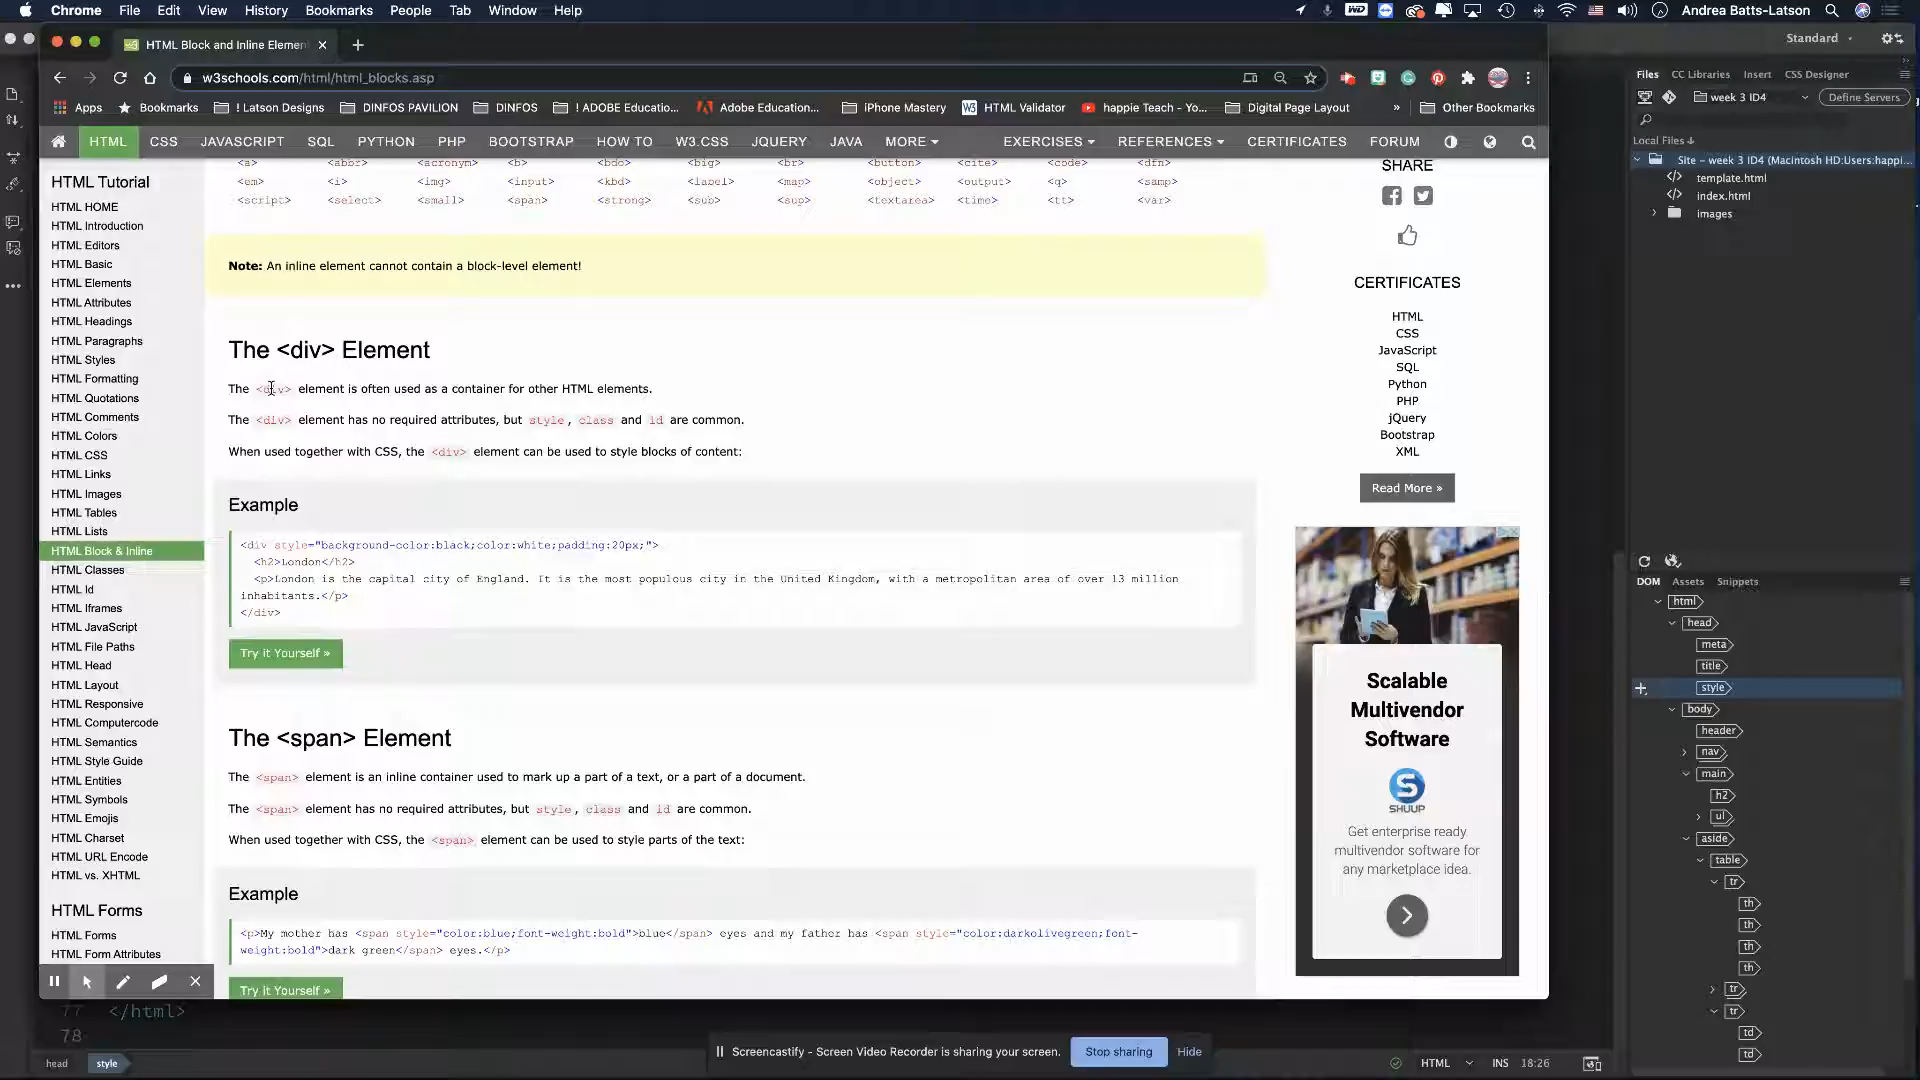 Chrome File Edit View History Bookmarks People Tab Window Help
WD
Andrea Batts-Latson
HTML Block and Inline Elemen
w3schools.com/html/html_blocks.asp
Apps Bookmarks ! Latson Designs DINFOS PAVILION DINFOS ! ADOBE Educatio... Adobe Education... iPhone Mastery HTML Validator happie Teach - Yo... Digital Page Layout » Other Bookmarks
HTML CSS JAVASCRIPT SQL PYTHON PHP BOOTSTRAP HOW TO W3.CSS JQUERY JAVA MORE EXERCISES REFERENCES CERTIFICATES FORUM
HTML Tutorial
HTML HOME
HTML Introduction
HTML Editors
HTML Basic
HTML Elements
HTML Attributes
HTML Headings
HTML Paragraphs
HTML Styles
HTML Formatting
HTML Quotations
HTML Comments
HTML Colors
HTML CSS
HTML Links
HTML Images
HTML Tables
HTML Lists
HTML Block & Inline
HTML Classes
HTML Id
HTML Iframes
HTML JavaScript
HTML File Paths
HTML Head
HTML Layout
HTML Responsive
HTML Computercode
HTML Semantics
HTML Style Guide
HTML Entities
HTML Symbols
HTML Emojis
HTML Charset
HTML URL Encode
HTML vs. XHTML
HTML Forms
HTML Forms
HTML Form Attributes
<a> <abbr> <acronym> <b> <bdo> <big> <br> <button> <cite> <code> <dfn>
<em> <i> <img> <input> <kbd> <label> <map> <object> <output> <q> <samp>
<script> <select> <small> <span> <strong> <sub> <sup> <textarea> <time> <tt> <var>
Note: An inline element cannot contain a block-level element!
The <div> Element
The <div> element is often used as a container for other HTML elements.
The <div> element has no required attributes, but style, class and id are common.
When used together with CSS, the <div> element can be used to style blocks of content:
Example
<div style="background-color:black;color:white;padding:20px;">
<h2>London</h2>
<p>London is the capital city of England. It is the most populous city in the United Kingdom, with a metropolitan area of over 13 million
inhabitants.</p>
</div>
Try it Yourself »
The <span> Element
The <span> element is an inline container used to mark up a part of a text, or a part of a document.
The <span> element has no required attributes, but style, class and id are common.
When used together with CSS, the <span> element can be used to style parts of the text:
Example
<p>My mother has <span style="color:blue;font-weight:bold">blue</span> eyes and my father has <span style="color:darkolivegreen;font-
weight:bold">dark green</span> eyes.</p>
Try it Yourself »
SHARE
CERTIFICATES
HTML
CSS
JavaScript
SQL
Python
PHP
jQuery
Bootstrap
XML
Read More »
Scalable
Multivendor
Software
SHUUP
Get enterprise ready
multivendor software for
any marketplace idea.
Standard
Files CC Libraries Insert CSS Designer
week 3 ID4 Define Servers
Local Files
Site - week 3 ID4 (Macintosh HD:Users:happi...
template.html
index.html
images
DOM Assets Snippets
html
head
meta
title
style
body
header
nav
main
h2
ul
aside
table
tr
th
th
th
th
tr
tr
td
td
77 </html>
78
Screencastify - Screen Video Recorder is sharing your screen. Stop sharing Hide
head style
HTML INS 18:26